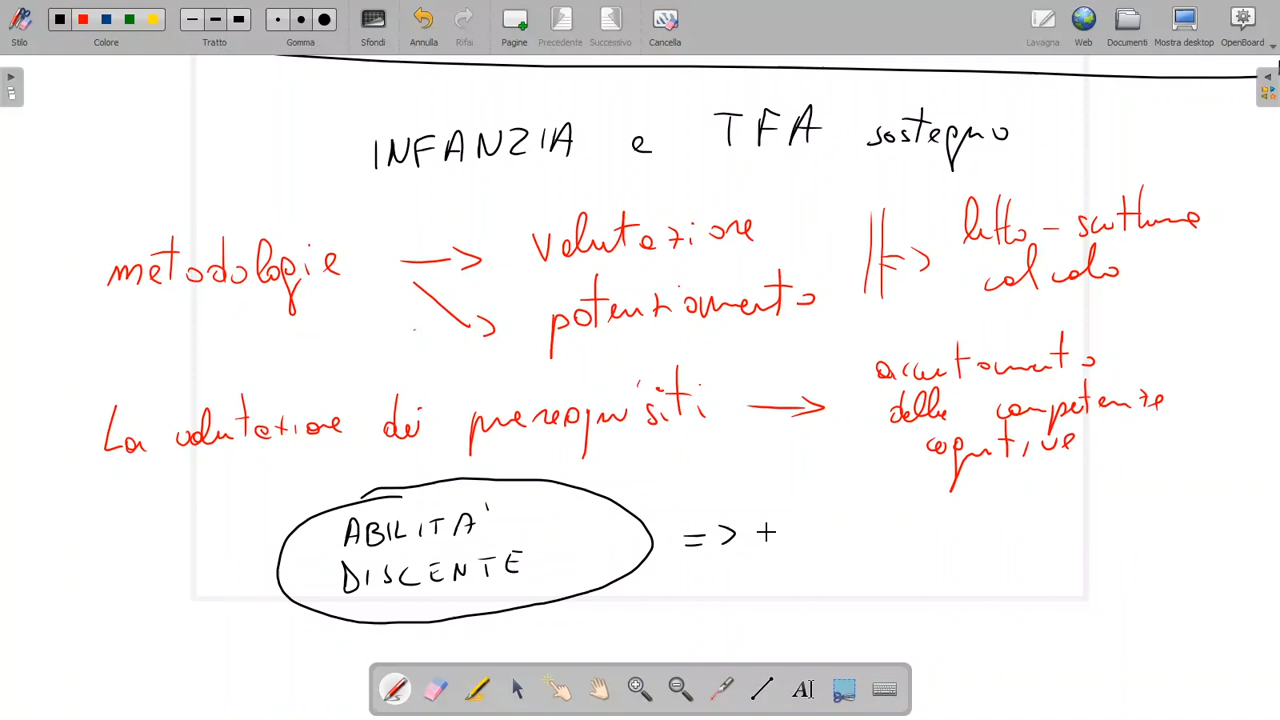 Stilo Colore Tratto Gomma Sfondi Annulla Rifai Pagine Precedente Successivo Cancella Lavagna Web Documenti Mostra desktop OpenBoard
INFANZIA e TFA sostegno
metodologie → valutazione
potenziamento
letto-scrittura
calcolo
La valutazione dei prerequisiti → accertamento
delle competenze
cognitive
ABILITA'
DISCENTE
=> +